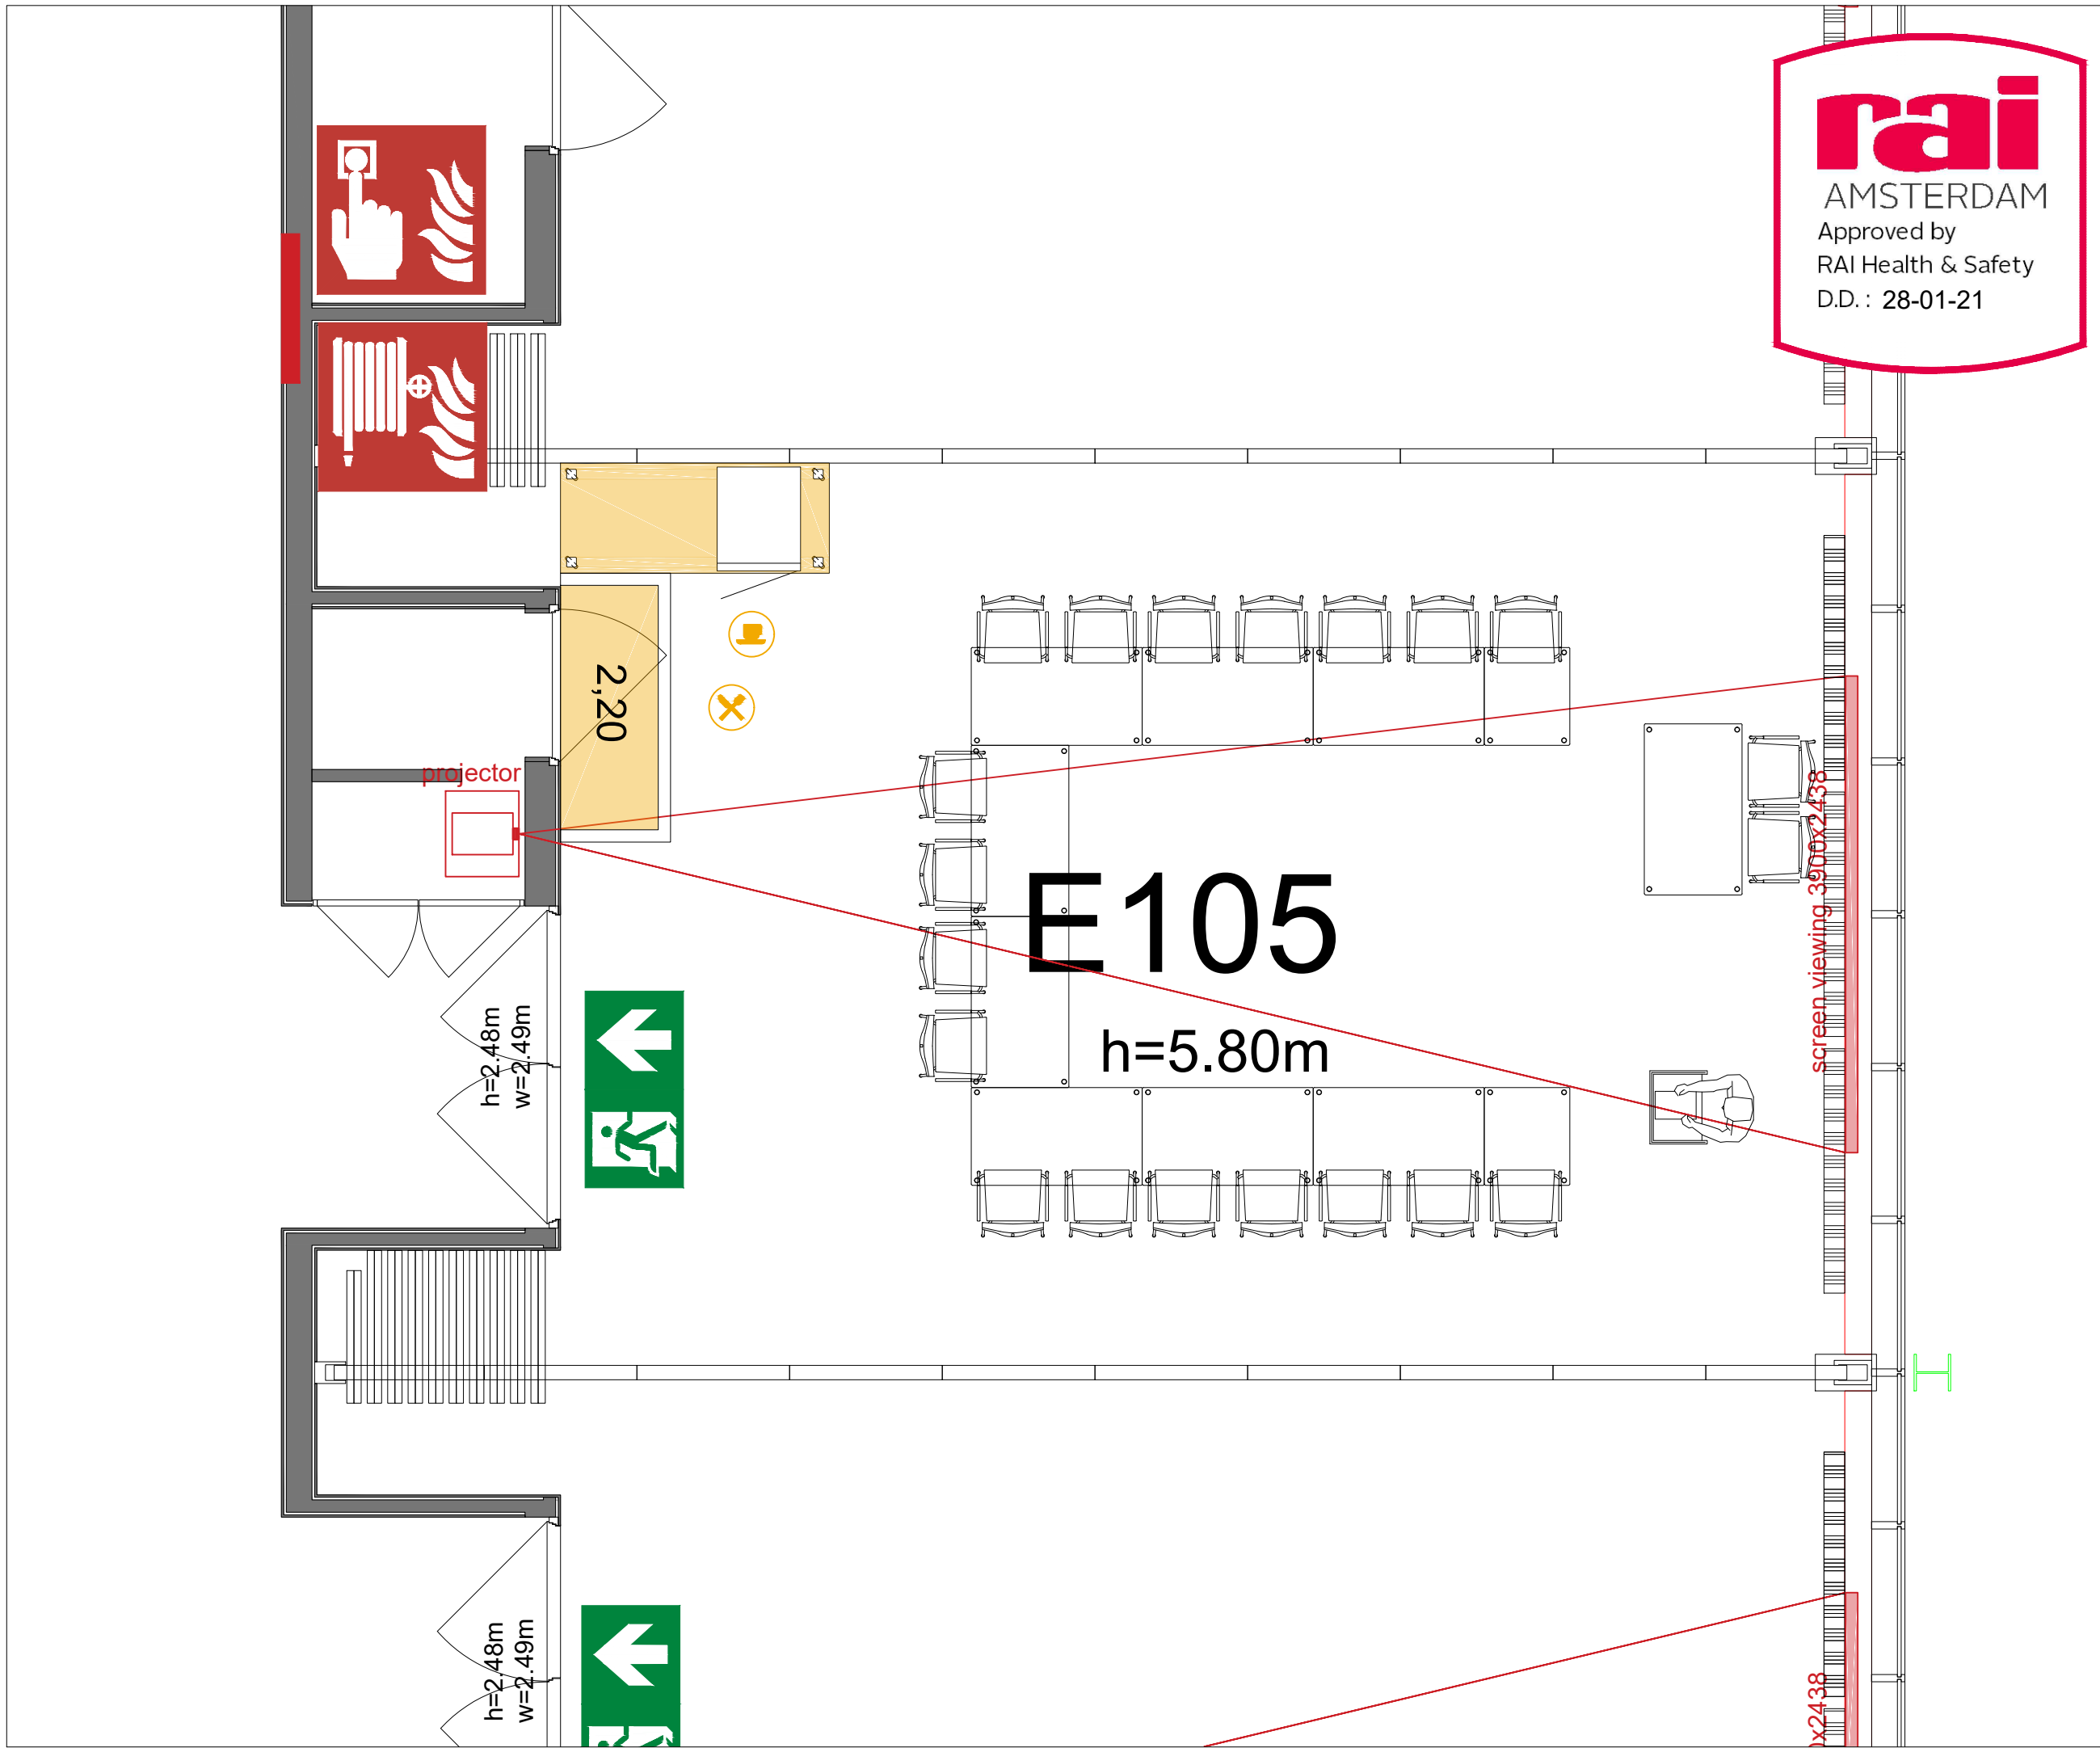 rai
AMSTERDAM
Approved by
RAI Health & Safety
D.D. : 28-01-21
2,20
projector
E105
h=5.80m
screen viewing 3900x2438
h=2.48m
w=2.49m
h=2.48m
w=2.49m
x2438